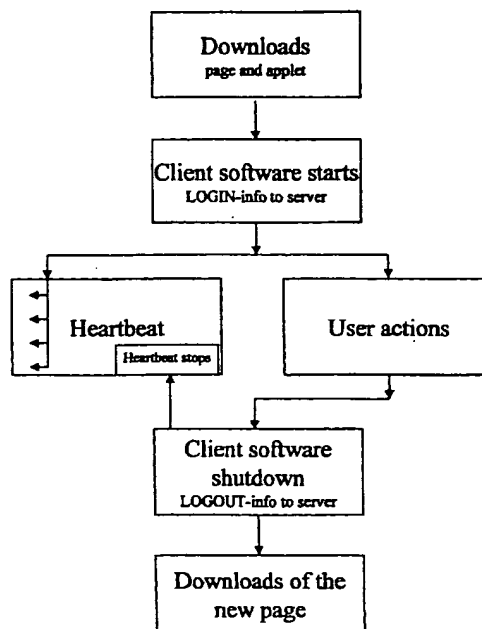 Downloads
page and applet
Client software starts
LOGIN-info to server
Heartbeat
Heartbeat stops
User actions
Client software
shutdown
LOGOUT-info to server
Downloads of the
new page